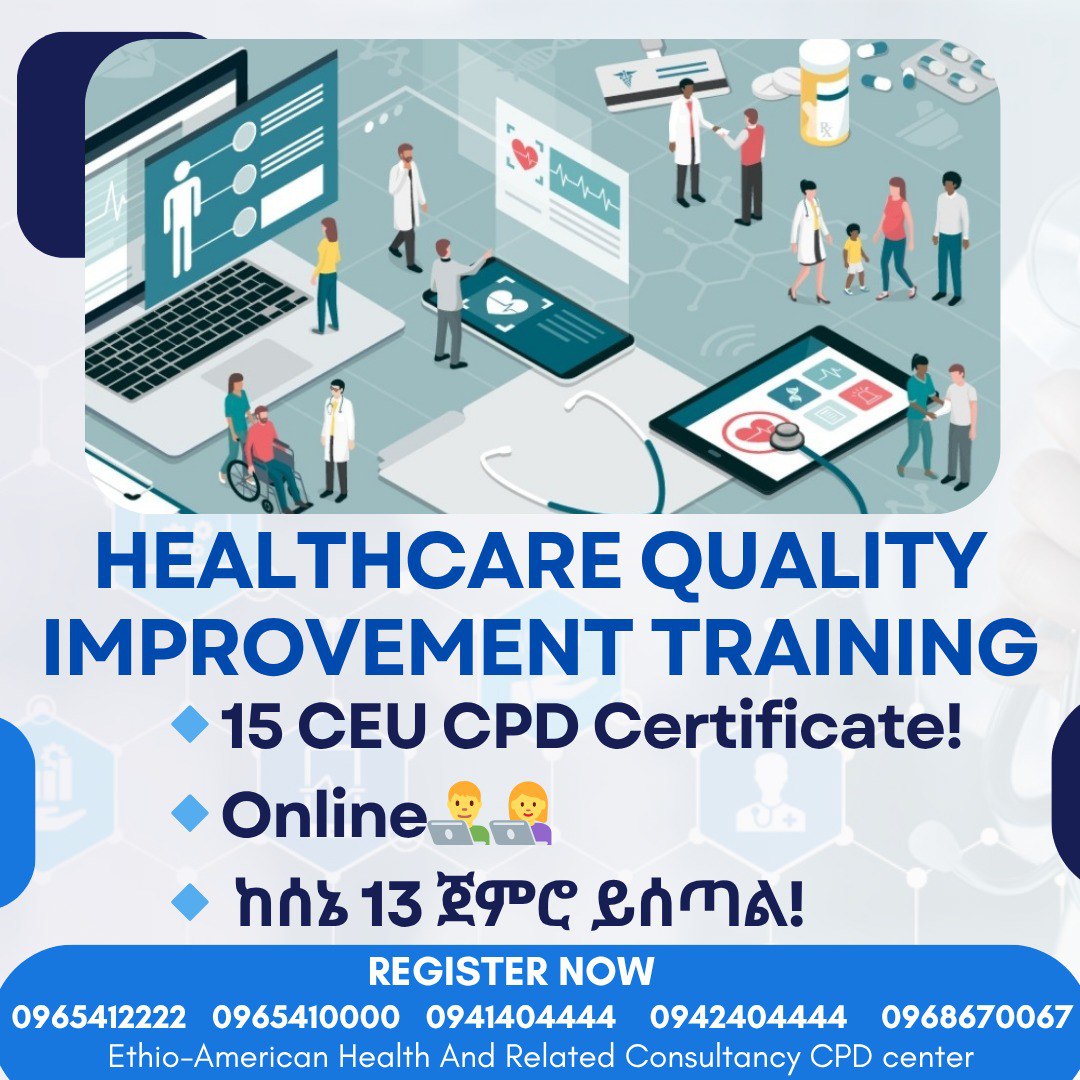 HEALTHCARE QUALITY
IMPROVEMENT TRAINING
15 CEU CPD Certificate!
Online
ከሰኔ 13 ጀምሮ ይሰጣል!
REGISTER NOW
0965412222 0965410000 0941404444 0942404444 0968670067
Ethio-American Health And Related Consultancy CPD center